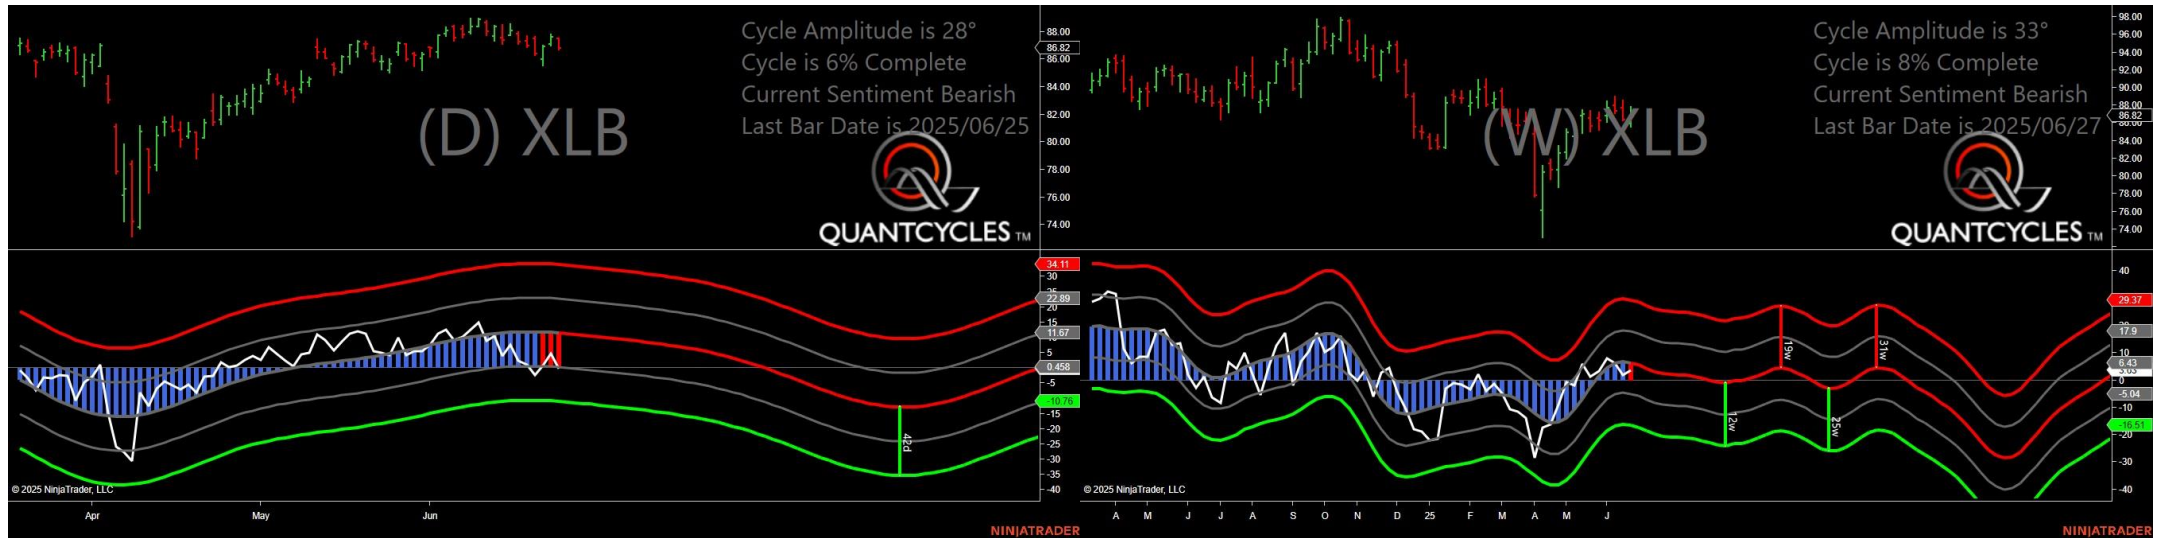 Cycle Amplitude is 28°
Cycle is 6% Complete
Current Sentiment Bearish
Last Bar Date is 2025/06/25
(D) XLB
QUANTCYCLES TM
88.00
86.82
86.00
84.00
82.00
80.00
78.00
76.00
74.00
34.11
30
22.89
20
15
11.67
5
0.458
-5
-10.76
-15
-20
-25
-30
-35
-40
42d
© 2025 NinjaTrader, LLC
Apr May Jun
NINJATRADER
Cycle Amplitude is 33°
Cycle is 8% Complete
Current Sentiment Bearish
Last Bar Date is 2025/06/27
(W) XLB
QUANTCYCLES TM
98.00
96.00
94.00
92.00
90.00
88.00
86.82
86.00
84.00
82.00
80.00
78.00
76.00
74.00
40
29.37
17.9
10
6.43
0
-5.04
-10
-16.51
-20
-30
-40
12w
19w
25w
31w
© 2025 NinjaTrader, LLC
A M J J A S O N D 25 F M A M J
NINJATRADER